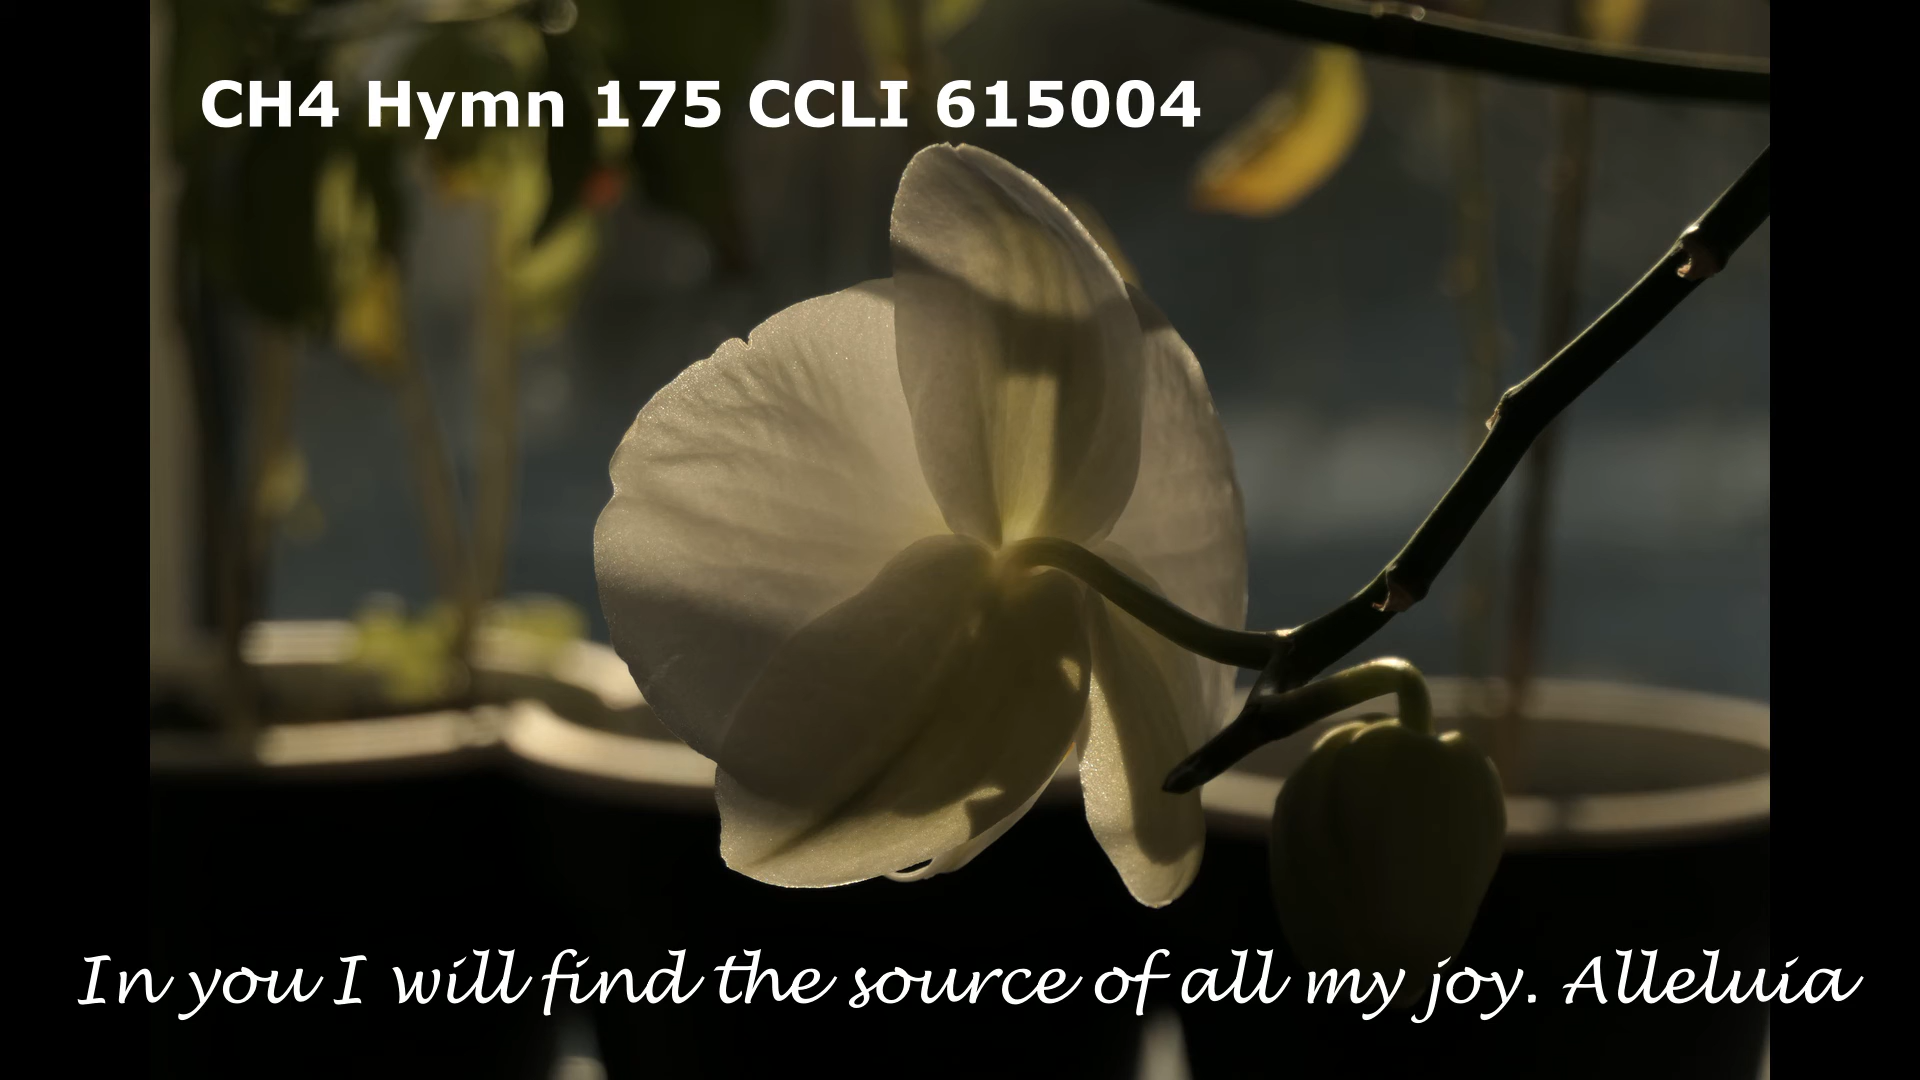 CH4 Hymn 175 CCLI 615004
In you I will find the source of all my joy. Alleluia